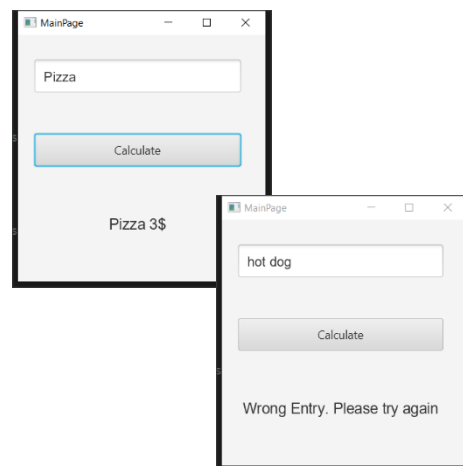 MainPage
Pizza
Calculate
Pizza 3$
MainPage
hot dog
Calculate
Wrong Entry. Please try again